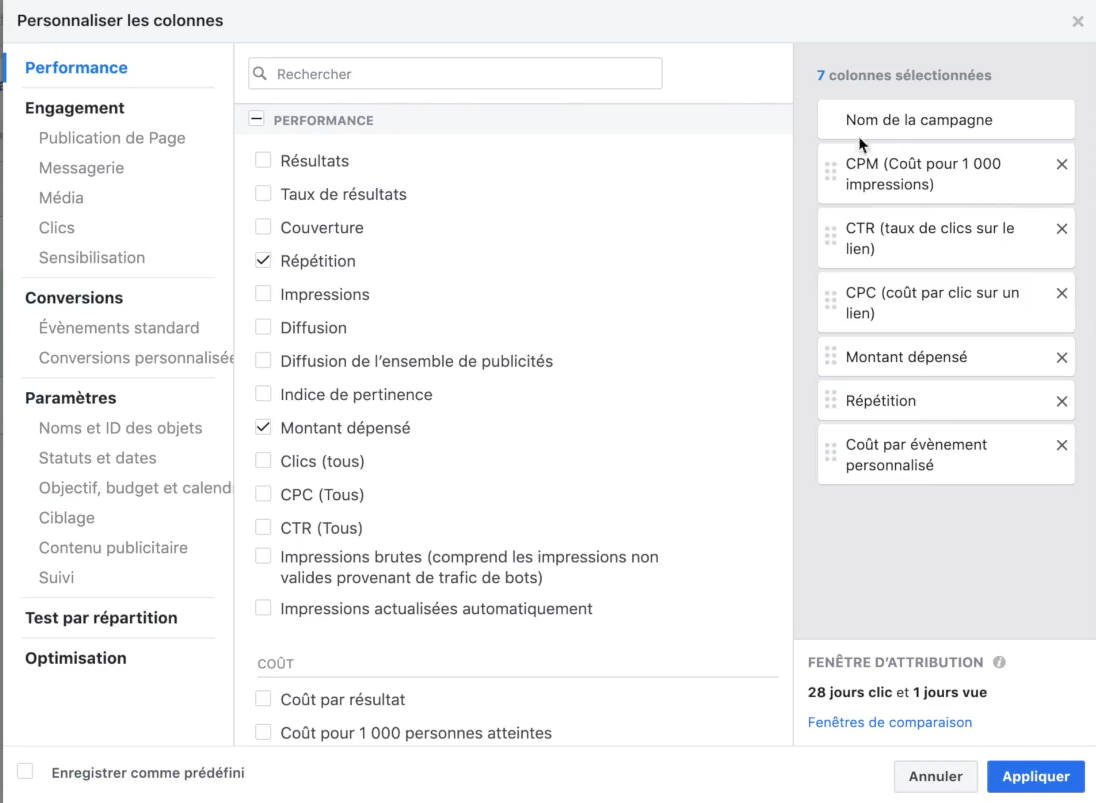 Personnaliser les colonnes
Performance
Engagement
Publication de Page
Messagerie
Média
Clics
Sensibilisation
Conversions
Évènements standard
Conversions personnalisée
Paramètres
Noms et ID des objets
Statuts et dates
Objectif, budget et calend
Ciblage
Contenu publicitaire
Suivi
Test par répartition
Optimisation
Rechercher
PERFORMANCE
Résultats
Taux de résultats
Couverture
Répétition
Impressions
Diffusion
Diffusion de l’ensemble de publicités
Indice de pertinence
Montant dépensé
Clics (tous)
CPC (Tous)
CTR (Tous)
Impressions brutes (comprend les impressions non
valides provenant de trafic de bots)
Impressions actualisées automatiquement
COÛT
Coût par résultat
Coût pour 1 000 personnes atteintes
7 colonnes sélectionnées
Nom de la campagne
CPM (Coût pour 1 000
impressions)
CTR (taux de clics sur le
lien)
CPC (coût par clic sur un
lien)
Montant dépensé
Répétition
Coût par évènement
personnalisé
FENÊTRE D’ATTRIBUTION
28 jours clic et 1 jours vue
Fenêtres de comparaison
Enregistrer comme prédéfini
Annuler
Appliquer